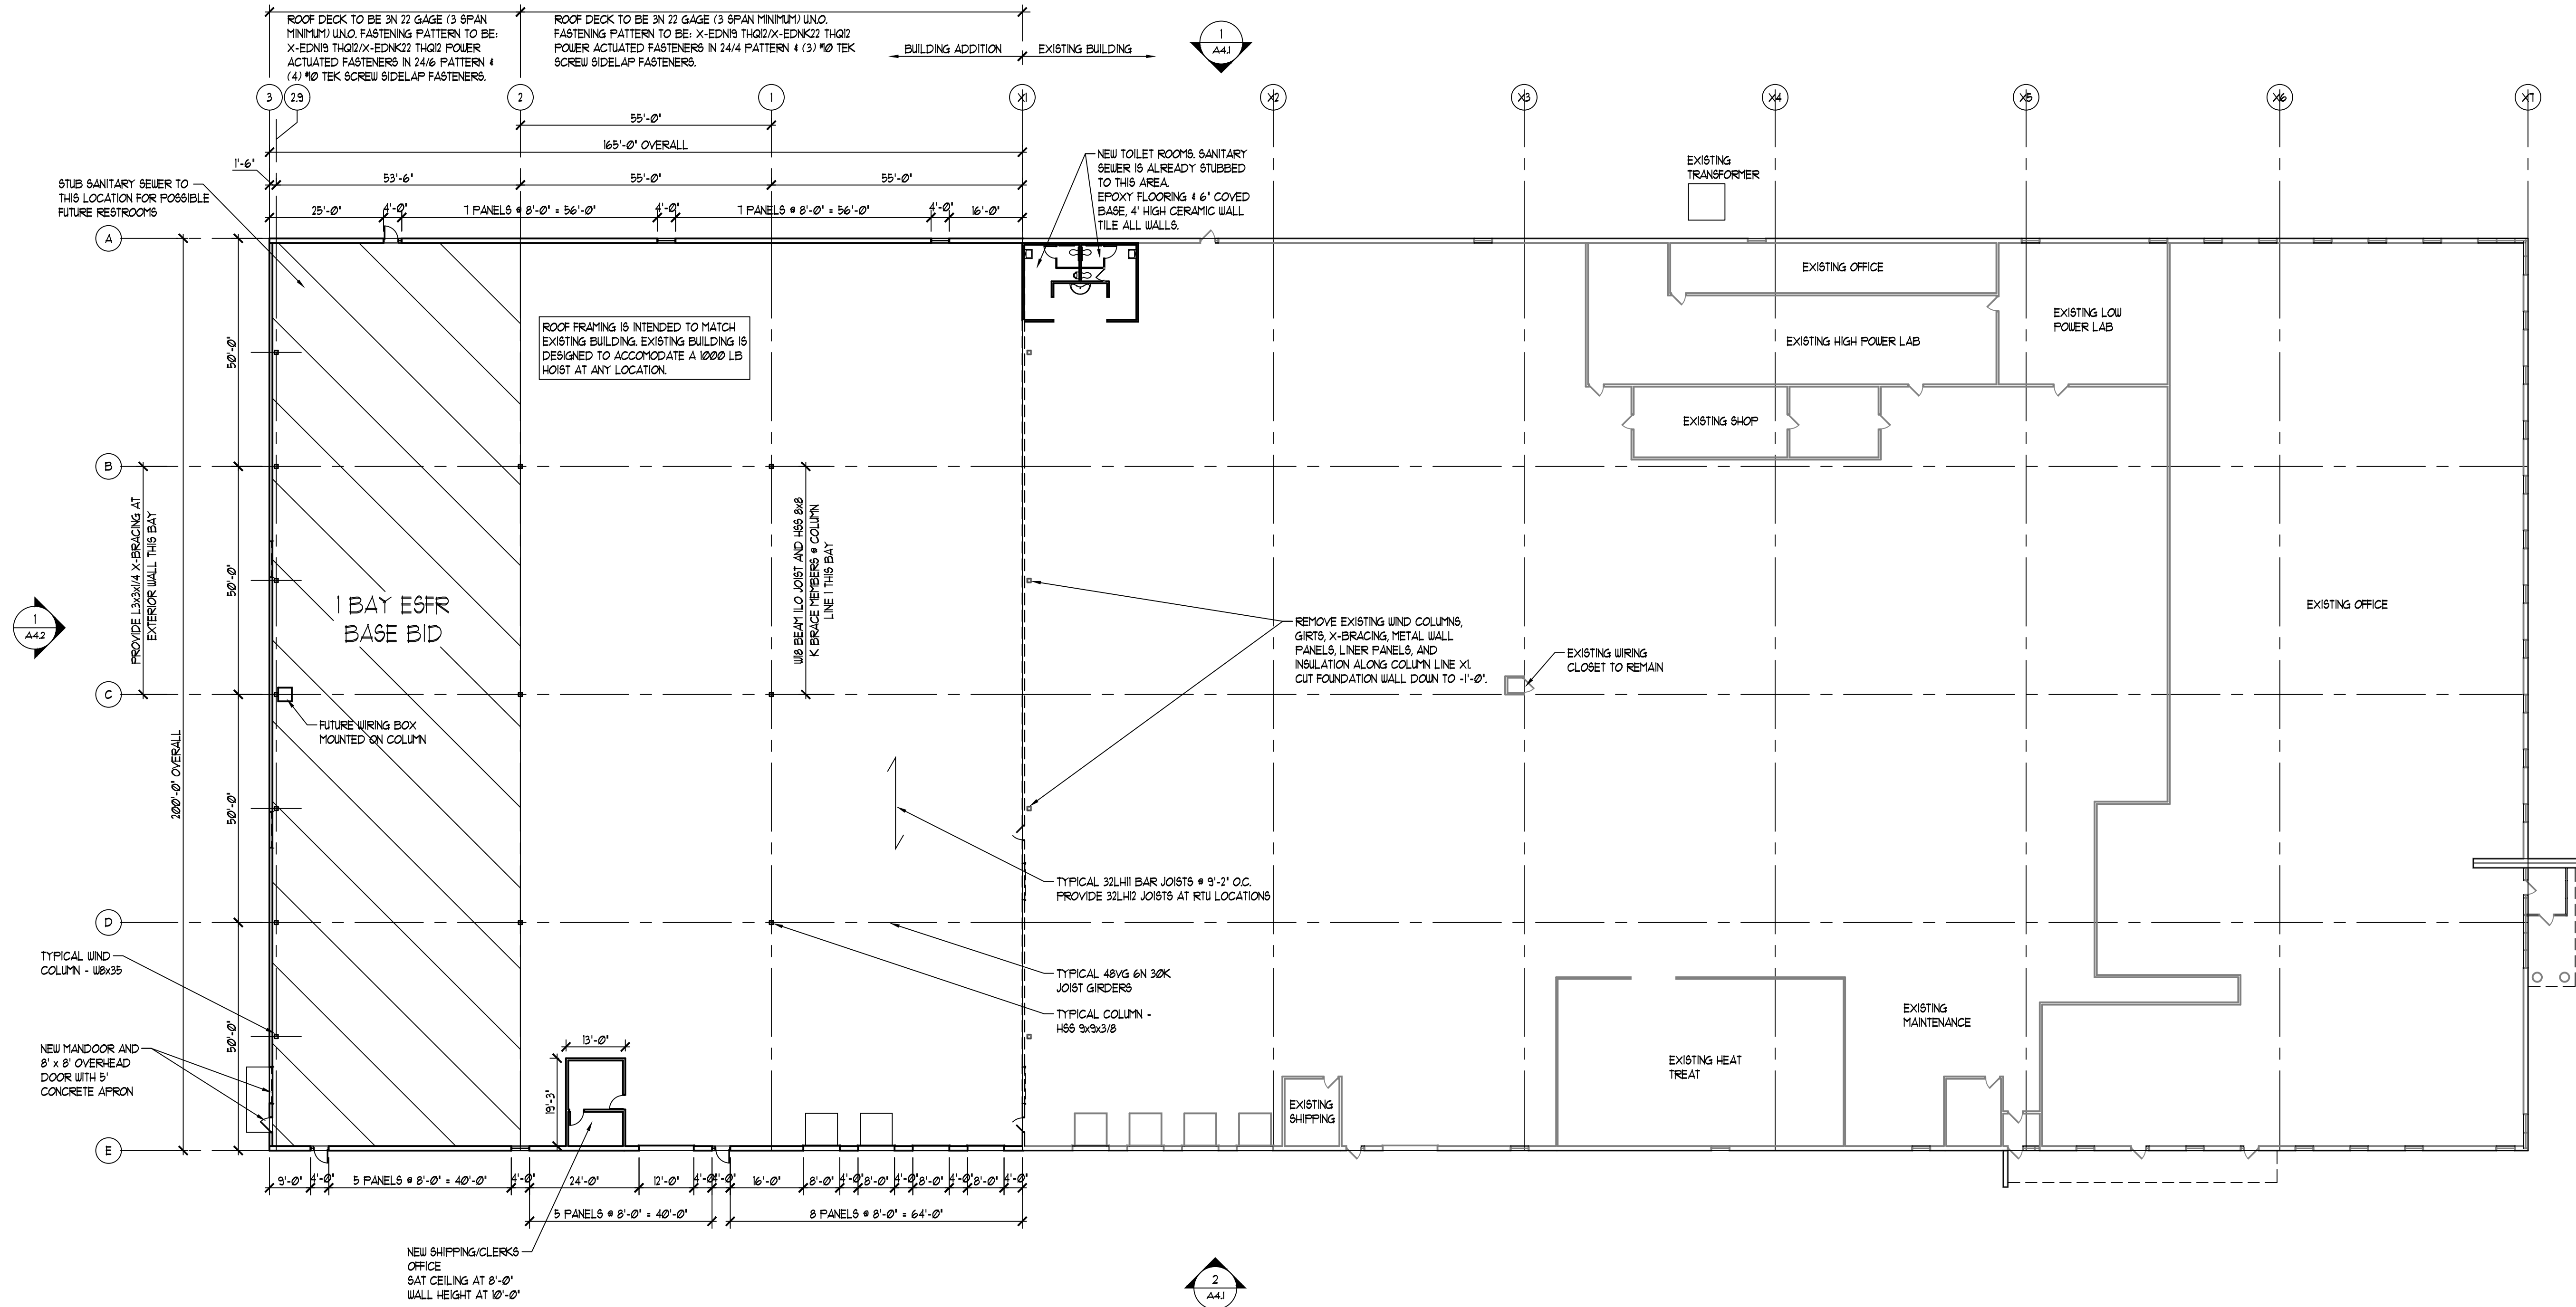 ROOF DECK TO BE 3N 22 GAGE (3 SPAN
MINIMUM) U.N.O. FASTENING PATTERN TO BE:
X-EDN19 THQ12/X-EDNK22 THQ12 POWER
ACTUATED FASTENERS IN 24/6 PATTERN &
(4) #10 TEK SCREW SIDELAP FASTENERS.
ROOF DECK TO BE 3N 22 GAGE (3 SPAN MINIMUM) U.N.O.
FASTENING PATTERN TO BE: X-EDN19 THQ12/X-EDNK22 THQ12
POWER ACTUATED FASTENERS IN 24/4 PATTERN & (3) #10 TEK
SCREW SIDELAP FASTENERS.
BUILDING ADDITION
EXISTING BUILDING
1
A4.1
3
2.9
2
1
X1
X2
X3
X4
X5
X6
X7
55'-0"
165'-0" OVERALL
1'-6"
53'-6"
55'-0"
55'-0"
25'-0"
4'-0"
7 PANELS @ 8'-0" = 56'-0"
4'-0"
7 PANELS @ 8'-0" = 56'-0"
4'-0"
16'-0"
STUB SANITARY SEWER TO
THIS LOCATION FOR POSSIBLE
FUTURE RESTROOMS
NEW TOILET ROOMS. SANITARY
SEWER IS ALREADY STUBBED
TO THIS AREA.
EPOXY FLOORING & 6" COVED
BASE, 4' HIGH CERAMIC WALL
TILE ALL WALLS.
EXISTING
TRANSFORMER
A
B
C
D
E
EXISTING OFFICE
EXISTING LOW
POWER LAB
EXISTING HIGH POWER LAB
EXISTING SHOP
ROOF FRAMING IS INTENDED TO MATCH
EXISTING BUILDING. EXISTING BUILDING IS
DESIGNED TO ACCOMODATE A 1000 LB
HOIST AT ANY LOCATION.
50'-0"
50'-0"
50'-0"
50'-0"
200'-0" OVERALL
PROVIDE L3x3x1/4 X-BRACING AT
EXTERIOR WALL THIS BAY
W18 BEAM ILO JOIST AND HSS 8x8
K BRACE MEMBERS @ COLUMN
LINE 1 THIS BAY
1 BAY ESFR
BASE BID
1
A4.2
EXISTING OFFICE
REMOVE EXISTING WIND COLUMNS,
GIRTS, X-BRACING, METAL WALL
PANELS, LINER PANELS, AND
INSULATION ALONG COLUMN LINE X1.
CUT FOUNDATION WALL DOWN TO -1'-0".
EXISTING WIRING
CLOSET TO REMAIN
FUTURE WIRING BOX
MOUNTED ON COLUMN
TYPICAL 32LH11 BAR JOISTS @ 9'-2" O.C.
PROVIDE 32LH12 JOISTS AT RTU LOCATIONS
TYPICAL WIND
COLUMN - W8x35
TYPICAL 48VG 6N 30K
JOIST GIRDERS
TYPICAL COLUMN -
HSS 9x9x3/8
NEW MANDOOR AND
8' x 8' OVERHEAD
DOOR WITH 5'
CONCRETE APRON
13'-0"
19'-3"
EXISTING
SHIPPING
EXISTING HEAT
TREAT
EXISTING
MAINTENANCE
9'-0"
4'-0"
5 PANELS @ 8'-0" = 40'-0"
4'-0"
24'-0"
12'-0"
4'-0"
4'-0"
16'-0"
8'-0"
4'-0"
8'-0"
4'-0"
8'-0"
4'-0"
8'-0"
4'-0"
5 PANELS @ 8'-0" = 40'-0"
8 PANELS @ 8'-0" = 64'-0"
NEW SHIPPING/CLERKS
OFFICE
SAT CEILING AT 8'-0"
WALL HEIGHT AT 10'-0"
2
A4.1